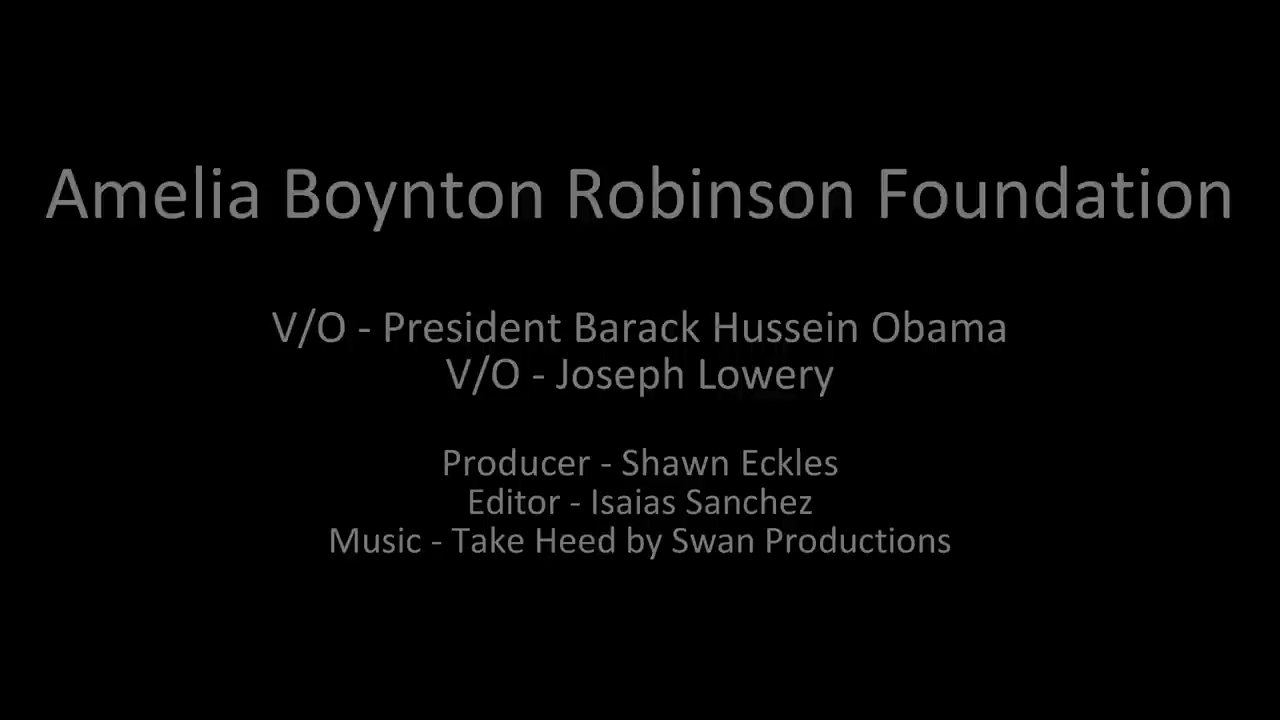 Amelia Boynton Robinson Foundation
V/O - President Barack Hussein Obama
V/O - Joseph Lowery
Producer - Shawn Eckles
Editor - Isaias Sanchez
Music - Take Heed by Swan Productions